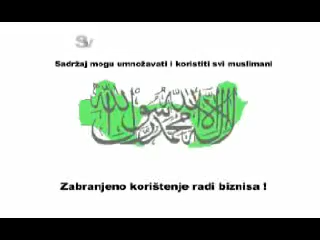 Sadržaj mogu umnožavati i koristiti svi muslimani
لا إله إلا الله محمد رسول الله
Zabranjeno korištenje radi biznisa !